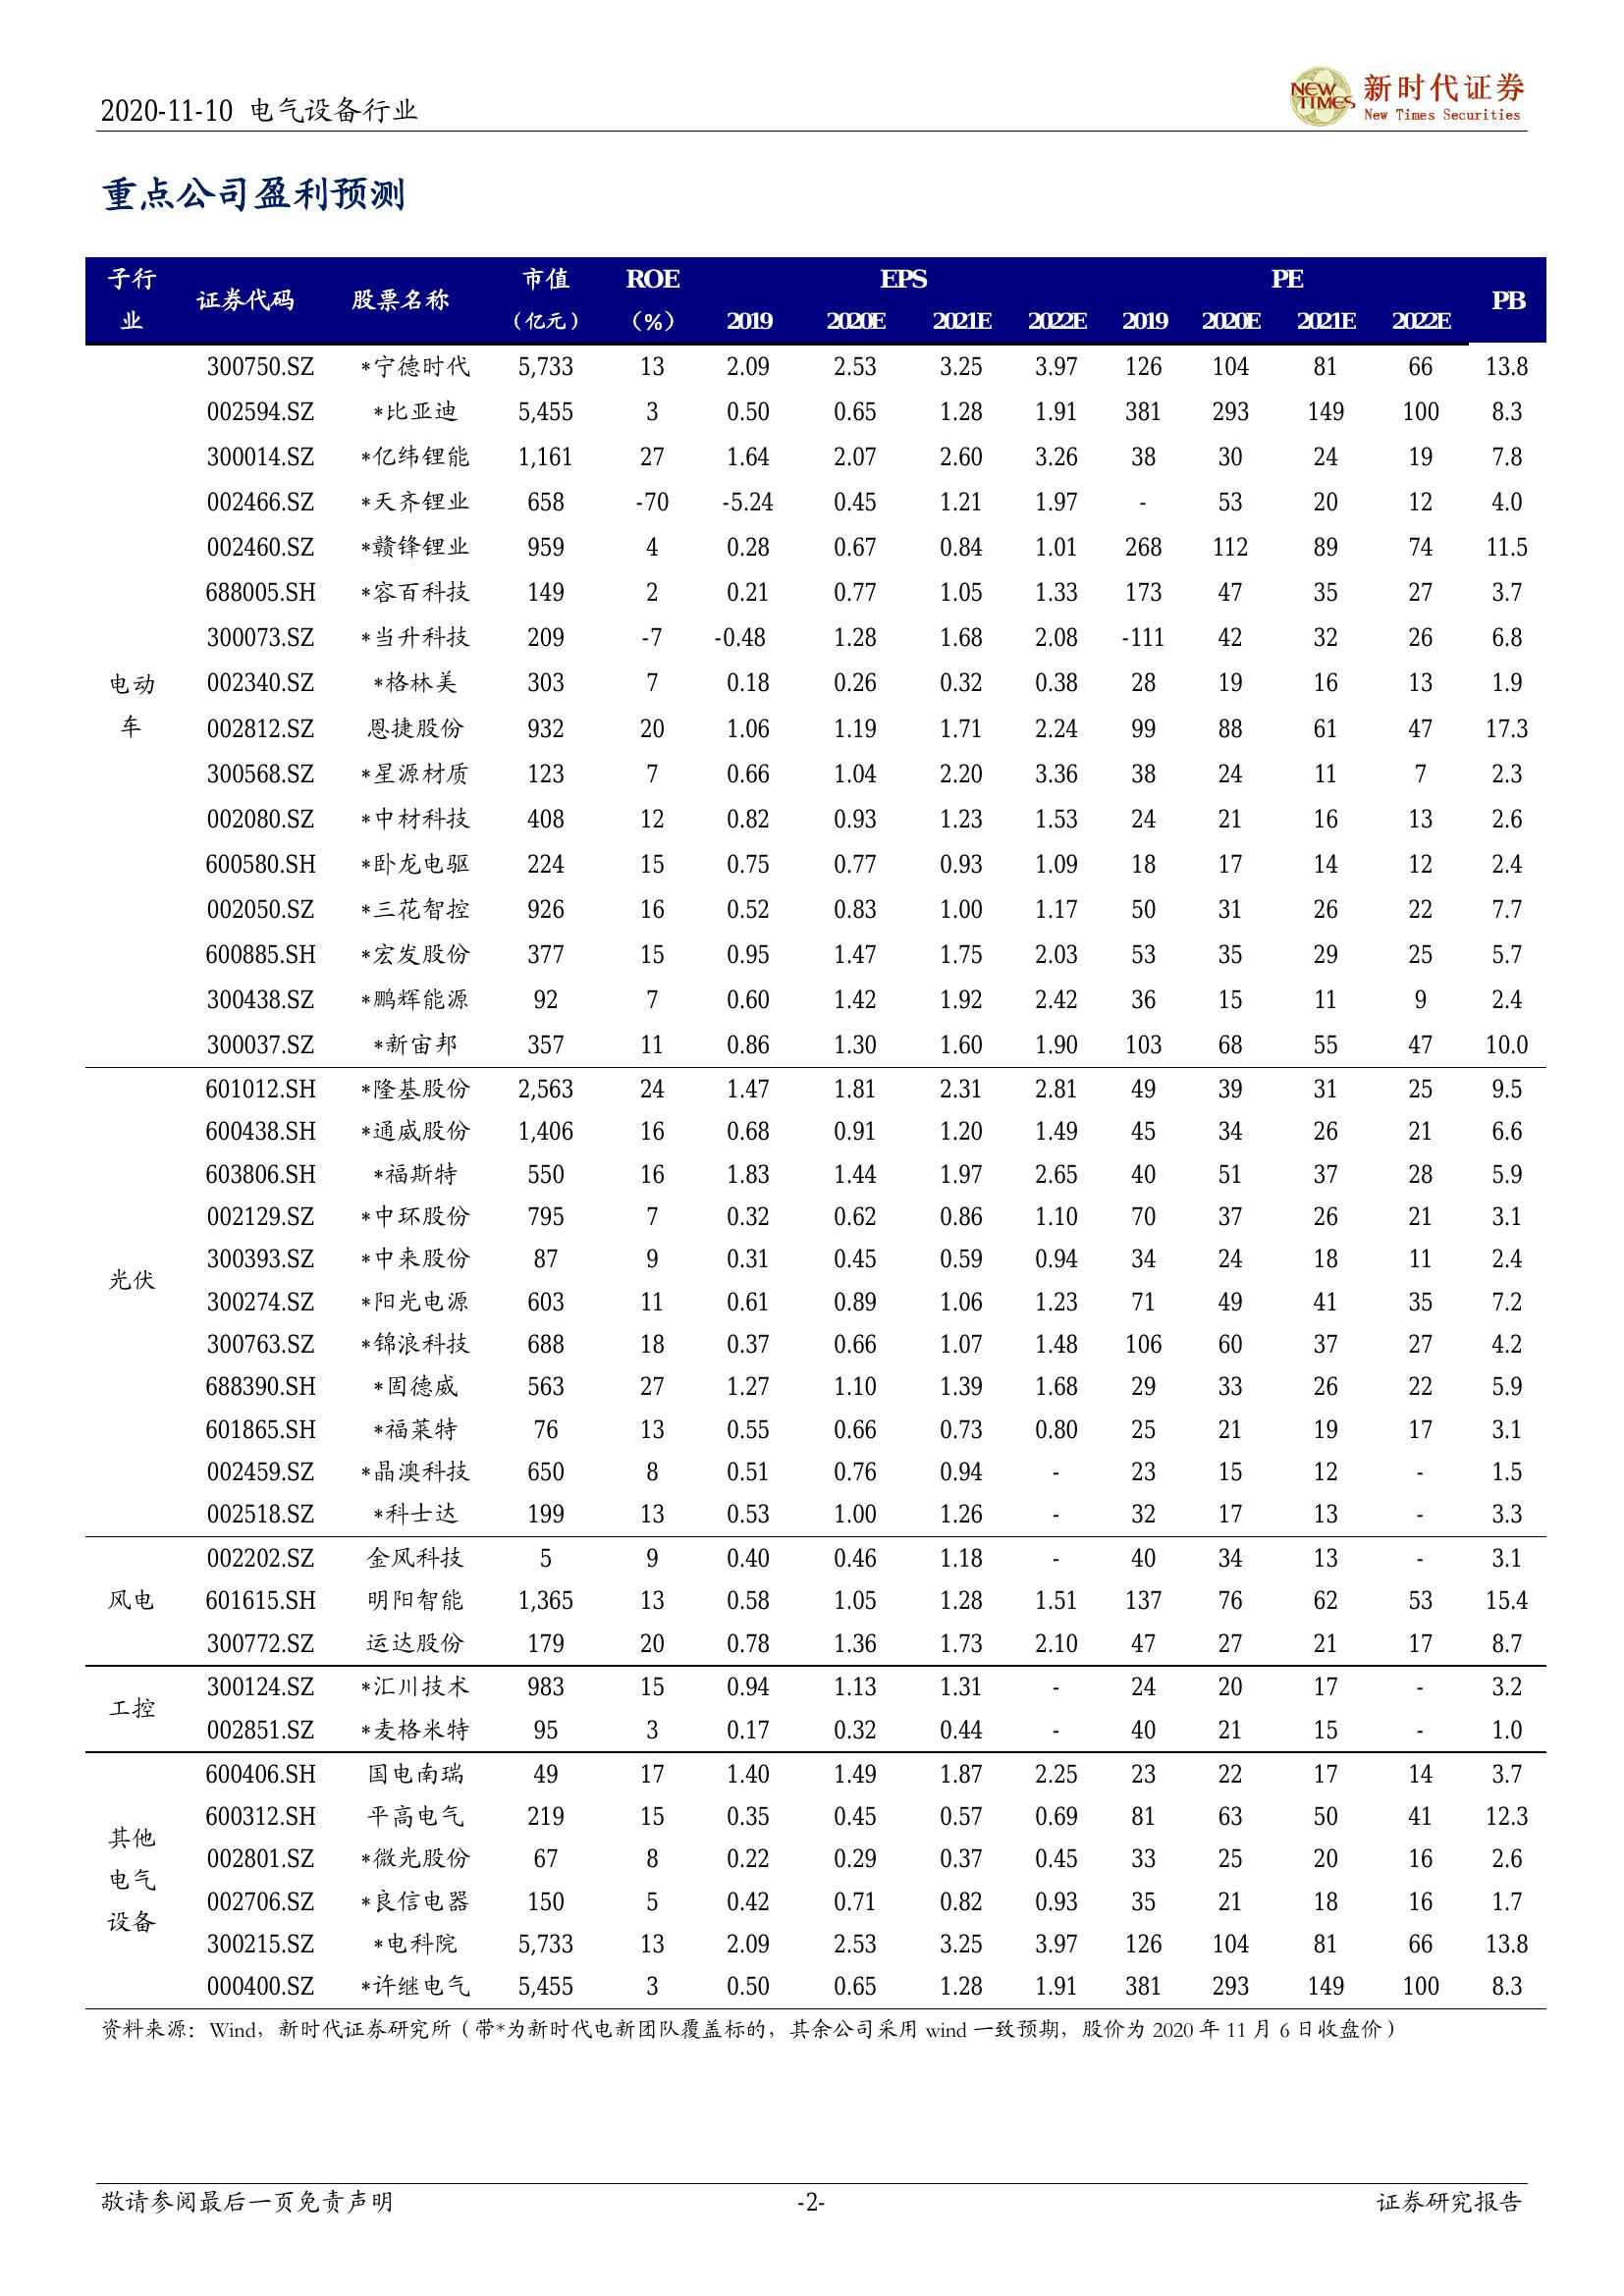 2020-11-10 电气设备行业
NEW TIMES 新时代证券
New Times Securities
重点公司盈利预测
子行业 证券代码 股票名称 市值（亿元） ROE（%） EPS PE PB
2019 2020E 2021E 2022E 2019 2020E 2021E 2022E
电动车
300750.SZ *宁德时代 5,733 13 2.09 2.53 3.25 3.97 126 104 81 66 13.8
002594.SZ *比亚迪 5,455 3 0.50 0.65 1.28 1.91 381 293 149 100 8.3
300014.SZ *亿纬锂能 1,161 27 1.64 2.07 2.60 3.26 38 30 24 19 7.8
002466.SZ *天齐锂业 658 -70 -5.24 0.45 1.21 1.97 - 53 20 12 4.0
002460.SZ *赣锋锂业 959 4 0.28 0.67 0.84 1.01 268 112 89 74 11.5
688005.SH *容百科技 149 2 0.21 0.77 1.05 1.33 173 47 35 27 3.7
300073.SZ *当升科技 209 -7 -0.48 1.28 1.68 2.08 -111 42 32 26 6.8
002340.SZ *格林美 303 7 0.18 0.26 0.32 0.38 28 19 16 13 1.9
002812.SZ 恩捷股份 932 20 1.06 1.19 1.71 2.24 99 88 61 47 17.3
300568.SZ *星源材质 123 7 0.66 1.04 2.20 3.36 38 24 11 7 2.3
002080.SZ *中材科技 408 12 0.82 0.93 1.23 1.53 24 21 16 13 2.6
600580.SH *卧龙电驱 224 15 0.75 0.77 0.93 1.09 18 17 14 12 2.4
002050.SZ *三花智控 926 16 0.52 0.83 1.00 1.17 50 31 26 22 7.7
600885.SH *宏发股份 377 15 0.95 1.47 1.75 2.03 53 35 29 25 5.7
300438.SZ *鹏辉能源 92 7 0.60 1.42 1.92 2.42 36 15 11 9 2.4
300037.SZ *新宙邦 357 11 0.86 1.30 1.60 1.90 103 68 55 47 10.0
光伏
601012.SH *隆基股份 2,563 24 1.47 1.81 2.31 2.81 49 39 31 25 9.5
600438.SH *通威股份 1,406 16 0.68 0.91 1.20 1.49 45 34 26 21 6.6
603806.SH *福斯特 550 16 1.83 1.44 1.97 2.65 40 51 37 28 5.9
002129.SZ *中环股份 795 7 0.32 0.62 0.86 1.10 70 37 26 21 3.1
300393.SZ *中来股份 87 9 0.31 0.45 0.59 0.94 34 24 18 11 2.4
300274.SZ *阳光电源 603 11 0.61 0.89 1.06 1.23 71 49 41 35 7.2
300763.SZ *锦浪科技 688 18 0.37 0.66 1.07 1.48 106 60 37 27 4.2
688390.SH *固德威 563 27 1.27 1.10 1.39 1.68 29 33 26 22 5.9
601865.SH *福莱特 76 13 0.55 0.66 0.73 0.80 25 21 19 17 3.1
002459.SZ *晶澳科技 650 8 0.51 0.76 0.94 - 23 15 12 - 1.5
002518.SZ *科士达 199 13 0.53 1.00 1.26 - 32 17 13 - 3.3
风电
002202.SZ 金风科技 5 9 0.40 0.46 1.18 - 40 34 13 - 3.1
601615.SH 明阳智能 1,365 13 0.58 1.05 1.28 1.51 137 76 62 53 15.4
300772.SZ 运达股份 179 20 0.78 1.36 1.73 2.10 47 27 21 17 8.7
工控
300124.SZ *汇川技术 983 15 0.94 1.13 1.31 - 24 20 17 - 3.2
002851.SZ *麦格米特 95 3 0.17 0.32 0.44 - 40 21 15 - 1.0
其他电气设备
600406.SH 国电南瑞 49 17 1.40 1.49 1.87 2.25 23 22 17 14 3.7
600312.SH 平高电气 219 15 0.35 0.45 0.57 0.69 81 63 50 41 12.3
002801.SZ *微光股份 67 8 0.22 0.29 0.37 0.45 33 25 20 16 2.6
002706.SZ *良信电器 150 5 0.42 0.71 0.82 0.93 35 21 18 16 1.7
300215.SZ *电科院 5,733 13 2.09 2.53 3.25 3.97 126 104 81 66 13.8
000400.SZ *许继电气 5,455 3 0.50 0.65 1.28 1.91 381 293 149 100 8.3
资料来源：Wind，新时代证券研究所（带*为新时代电新团队覆盖标的，其余公司采用 wind 一致预期，股价为 2020 年 11 月 6 日收盘价）
敬请参阅最后一页免责声明 -2- 证券研究报告